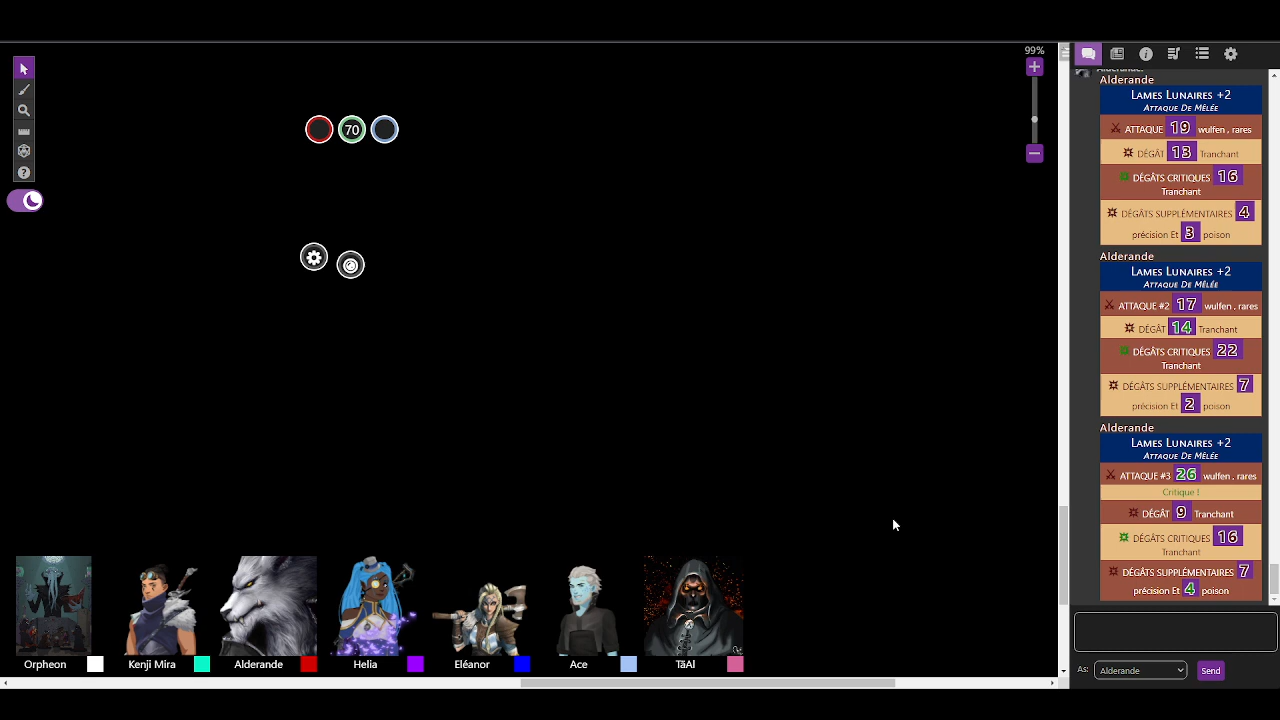 99%
70
Alderande:
Alderande
Lames Lunaires +2
Attaque De Mêlée
ATTAQUE 19 wulfen , rares
DÉGÂT 13 Tranchant
DÉGÂTS CRITIQUES 16
Tranchant
DÉGÂTS SUPPLÉMENTAIRES 4
précision Et 3 poison
Alderande
Lames Lunaires +2
Attaque De Mêlée
ATTAQUE #2 17 wulfen , rares
DÉGÂT 14 Tranchant
DÉGÂTS CRITIQUES 22
Tranchant
DÉGÂTS SUPPLÉMENTAIRES 7
précision Et 2 poison
Alderande
Lames Lunaires +2
Attaque De Mêlée
ATTAQUE #3 26 wulfen , rares
Critique !
DÉGÂT 9 Tranchant
DÉGÂTS CRITIQUES 16
Tranchant
DÉGÂTS SUPPLÉMENTAIRES 7
précision Et 4 poison
As: Alderande Send
Orpheon
Kenji Mira
Alderande
Helia
Eléanor
Ace
TãAl